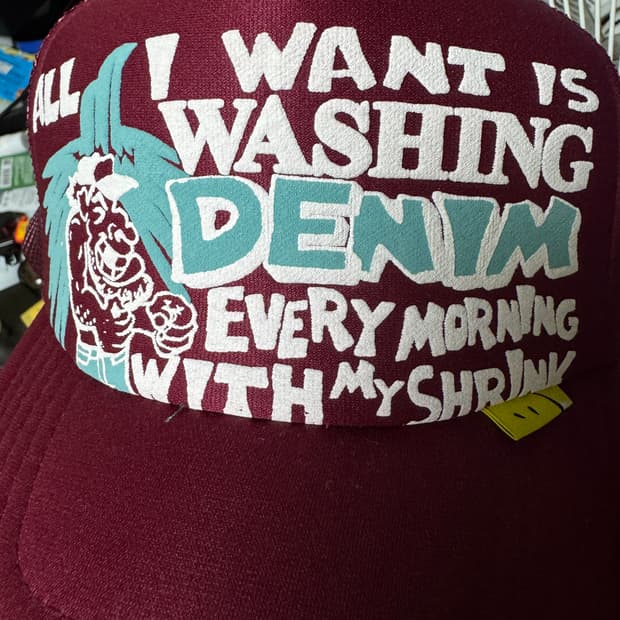 ALL I WANT IS
WASHING
DENIM
EVERY MORNING
WITH MY SHRINK